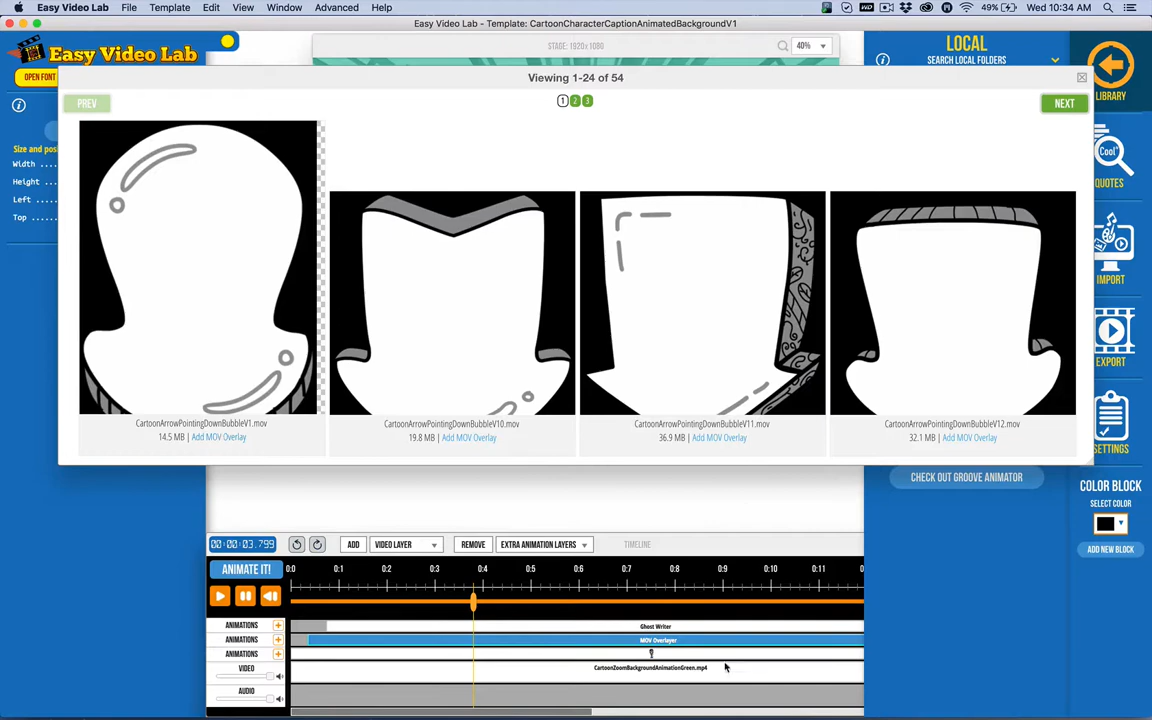 Easy Video Lab File Template Edit View Window Advanced Help
49% Wed 10:34 AM
Easy Video Lab - Template: CartoonCharacterCaptionAnimatedBackgroundV1
Easy Video Lab
OPEN FONT
STAGE: 1920x1080
40%
LOCAL
SEARCH LOCAL FOLDERS
LIBRARY
Viewing 1-24 of 54
PREV
1 2 3
NEXT
Size and pos
Width ....
Height ....
Left ....
Top ....
Cool
QUOTES
IMPORT
EXPORT
SETTINGS
CartoonArrowPointingDownBubbleV1.mov
14.5 MB | Add MOV Overlay
CartoonArrowPointingDownBubbleV10.mov
19.8 MB | Add MOV Overlay
CartoonArrowPointingDownBubbleV11.mov
36.9 MB | Add MOV Overlay
CartoonArrowPointingDownBubbleV12.mov
32.1 MB | Add MOV Overlay
CHECK OUT GROOVE ANIMATOR
COLOR BLOCK
SELECT COLOR
ADD NEW BLOCK
00:00:03.799
ADD
VIDEO LAYER
REMOVE
EXTRA ANIMATION LAYERS
TIMELINE
ANIMATE IT!
0:0 0:1 0:2 0:3 0:4 0:5 0:6 0:7 0:8 0:9 0:10 0:11
ANIMATIONS + Ghost Writer
ANIMATIONS + MOV Overlayer
ANIMATIONS +
VIDEO CartoonZoomBackgroundAnimationGreen.mp4
AUDIO